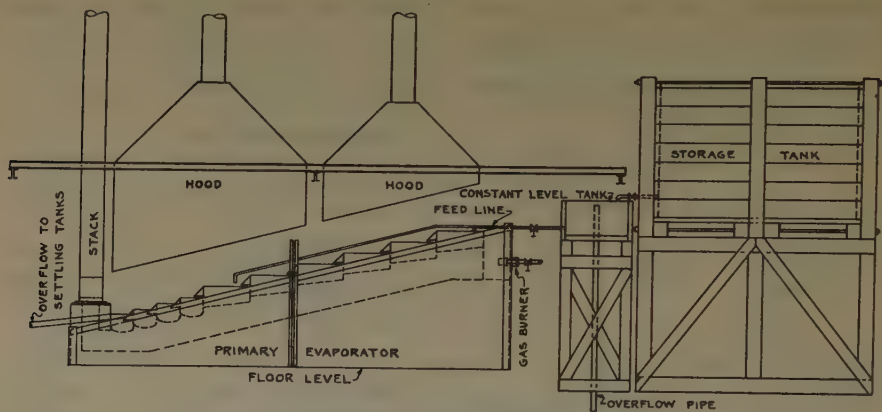 STORAGE TANK
HOOD
HOOD
CONSTANT LEVEL TANK
FEED LINE
OVERFLOW TO
SETTLING TANKS
STACK
GAS BURNER
PRIMARY EVAPORATOR
FLOOR LEVEL
OVERFLOW PIPE